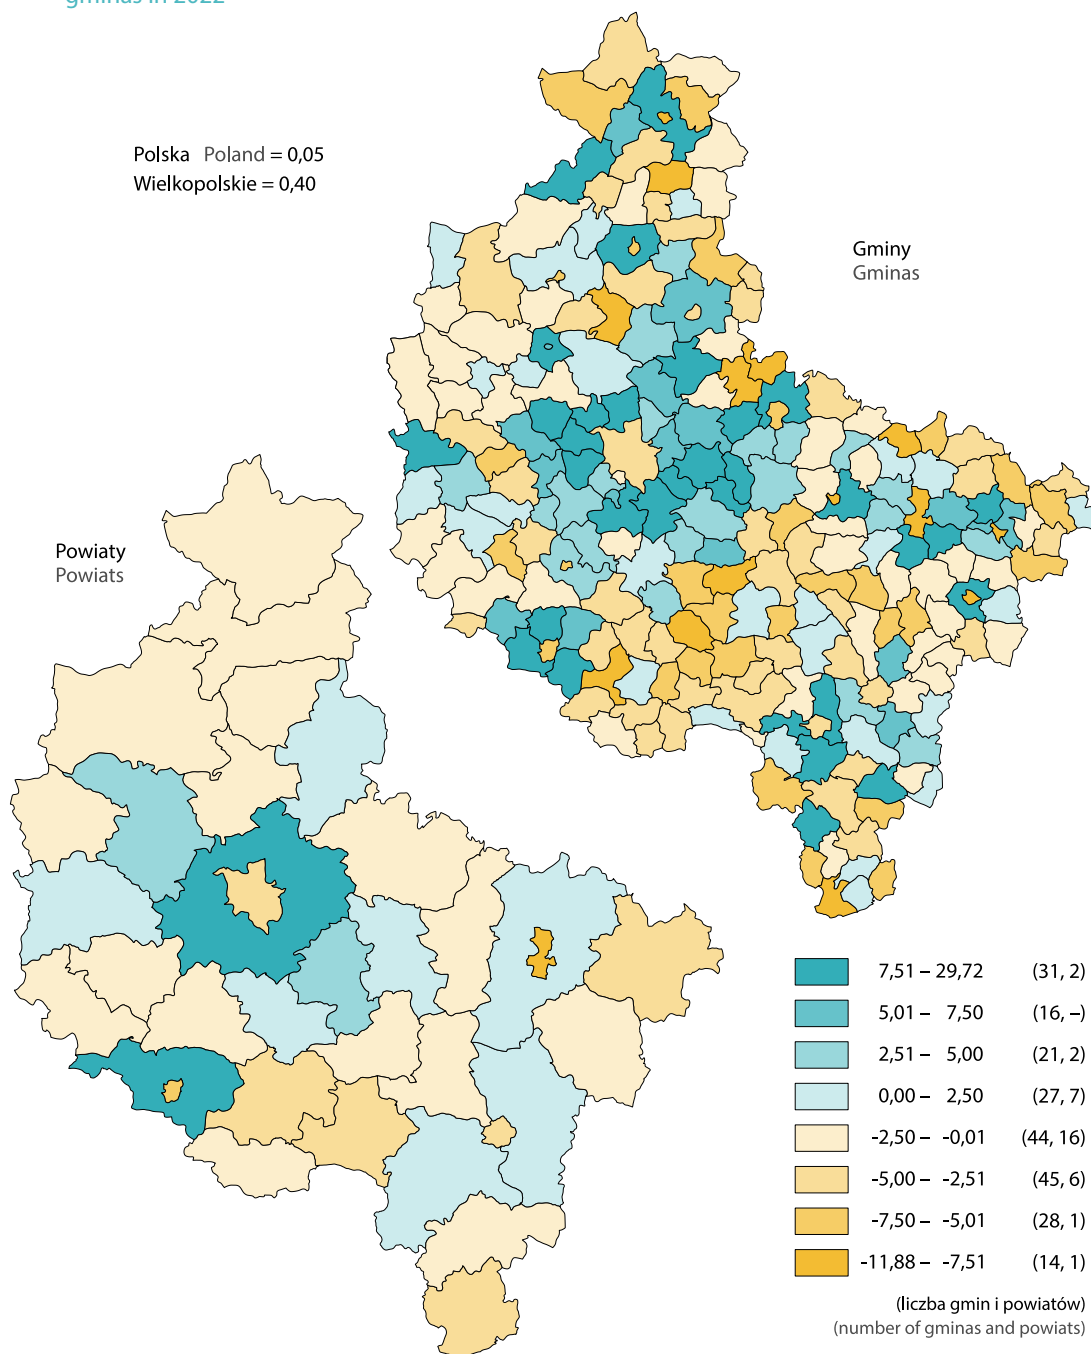 gminas in 2022
Polska Poland = 0,05
Wielkopolskie = 0,40
Gminy
Gminas
Powiaty
Powiats
7,51 – 29,72 (31, 2)
5,01 – 7,50 (16, –)
2,51 – 5,00 (21, 2)
0,00 – 2,50 (27, 7)
-2,50 – -0,01 (44, 16)
-5,00 – -2,51 (45, 6)
-7,50 – -5,01 (28, 1)
-11,88 – -7,51 (14, 1)
(liczba gmin i powiatów)
(number of gminas and powiats)